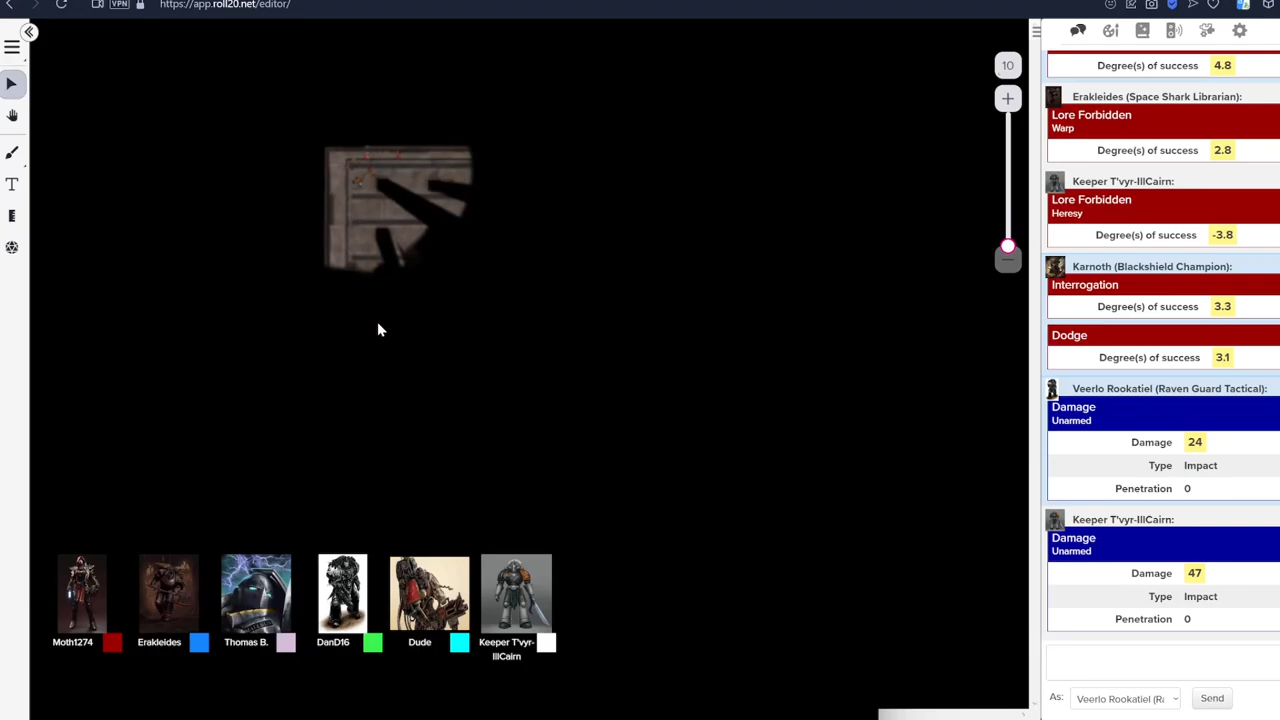 VPN https://app.roll20.net/editor/
10
Degree(s) of success 4.8
Erakleides (Space Shark Librarian):
Lore Forbidden
Warp
Degree(s) of success 2.8
Keeper T'vyr-IllCairn:
Lore Forbidden
Heresy
Degree(s) of success -3.8
Karnoth (Blackshield Champion):
Interrogation
Degree(s) of success 3.3
Dodge
Degree(s) of success 3.1
Veerlo Rookatiel (Raven Guard Tactical):
Damage
Unarmed
Damage 24
Type Impact
Penetration 0
Keeper T'vyr-IllCairn:
Damage
Unarmed
Damage 47
Type Impact
Penetration 0
Moth1274 Erakleides Thomas B. DanD16 Dude Keeper T'vyr-
IllCairn
As: Veerlo Rookatiel (Ra Send